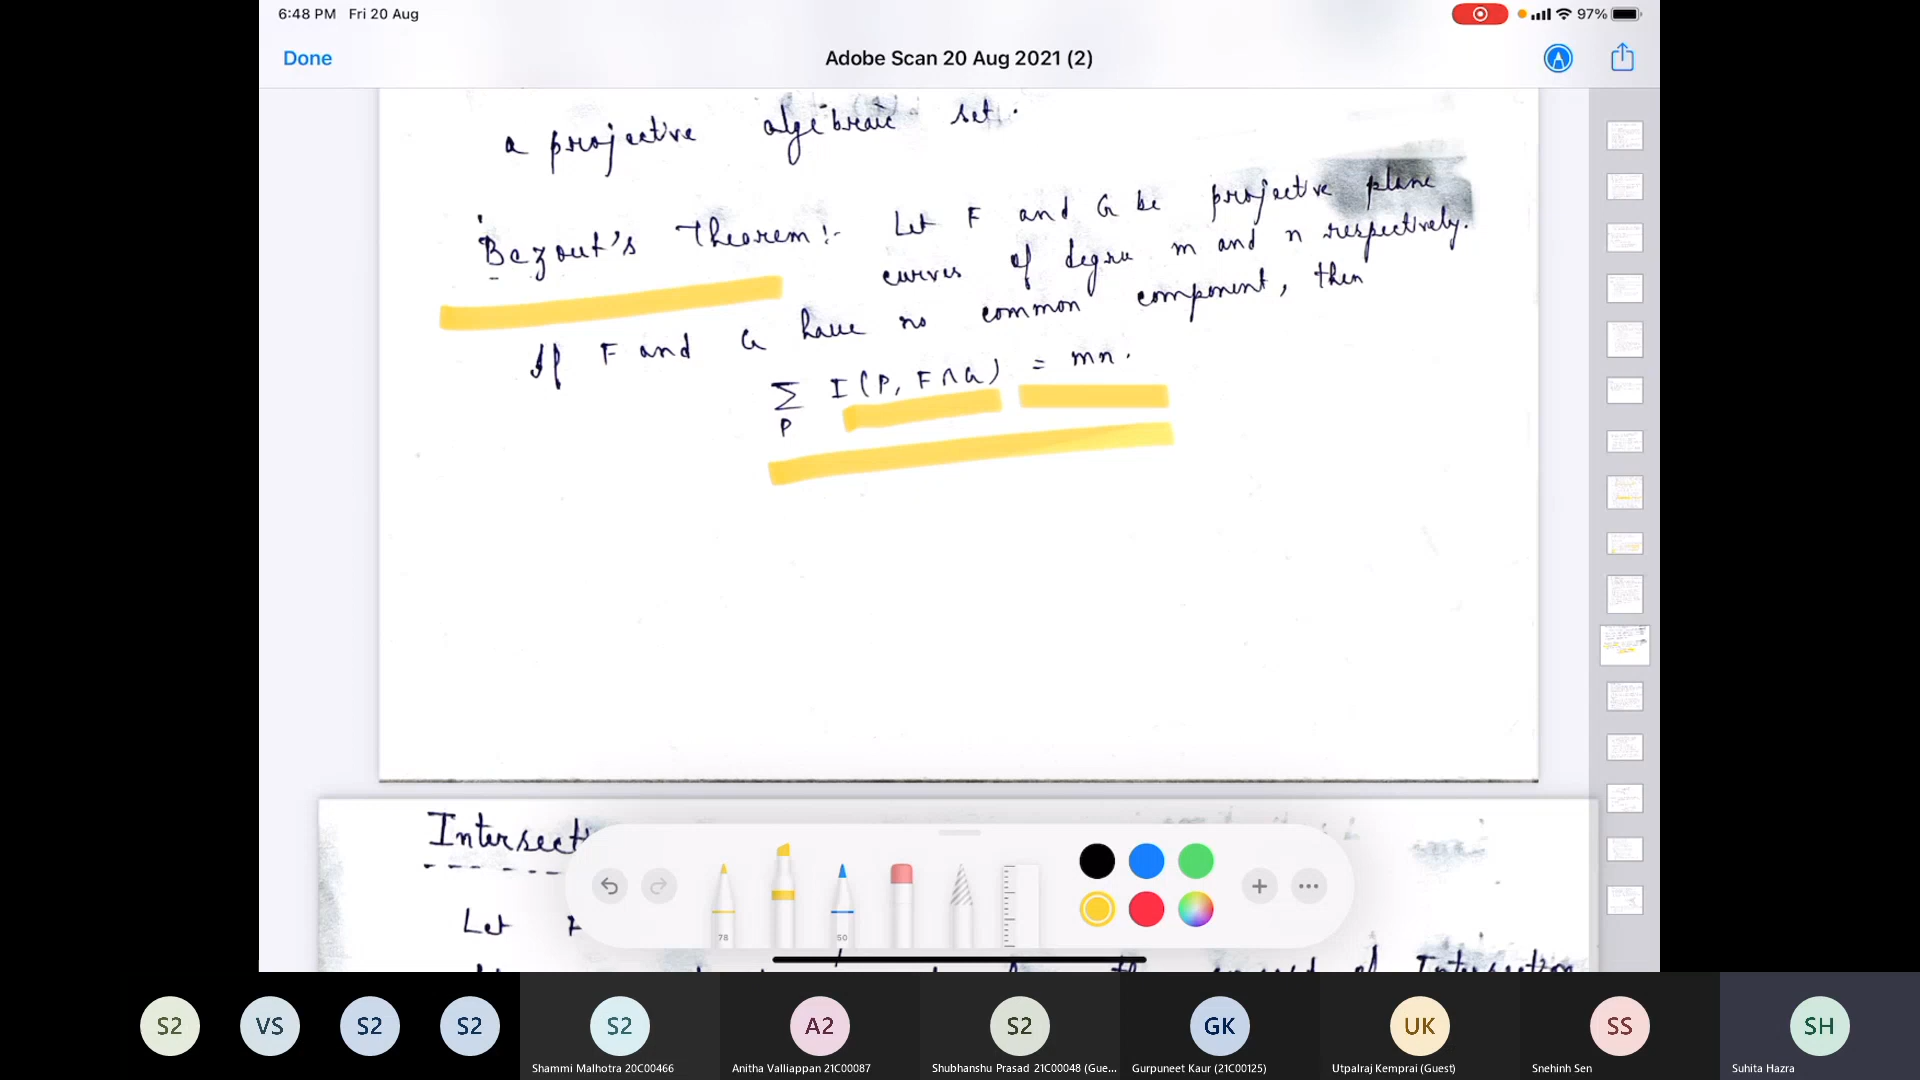 6:48 PM Fri 20 Aug
97%
Done
Adobe Scan 20 Aug 2021 (2)
a projective algebraic set.
Bezout's Theorem:- Let F and G be projective plane
curves of degree m and n respectively.
If F and G have no common component, then
∑ I(P, F∩G) = mn.
P
Intersect
Let
78
50
of Intersection
S2
VS
S2
S2
S2
A2
S2
GK
UK
SS
SH
Shammi Malhotra 20C00466
Anitha Valliappan 21C00087
Shubhanshu Prasad 21C00048 (Gue...
Gurpuneet Kaur (21C00125)
Utpalraj Kemprai (Guest)
Snehinh Sen
Suhita Hazra